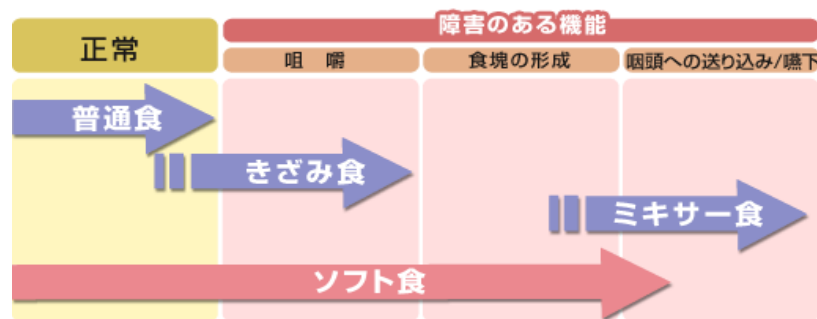 障害のある機能
正常
咀 嚼
食塊の形成
咽頭への送り込み/嚥下
普通食
きざみ食
ミキサー食
ソフト食